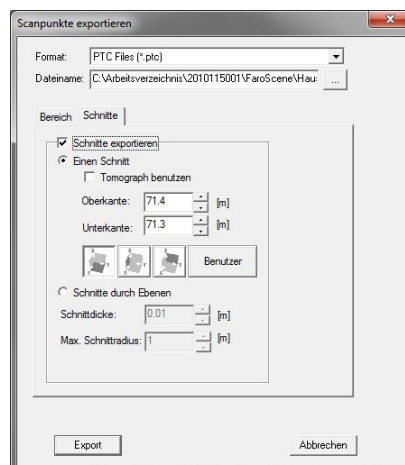 Scanpunkte exportieren
Format: PTC Files (*.ptc)
Dateiname: C:\Arbeitsverzeichnis\2010115001\FaroScene\Hau: ...
Bereich Schnitte
Schnitte exportieren
Einen Schnitt
Tomograph benutzen
Oberkante: 71.4 [m]
Unterkante: 71.3 [m]
Benutzer
Schnitte durch Ebenen
Schnittdicke: 0.01 [m]
Max. Schnittradius: 1 [m]
Export Abbrechen